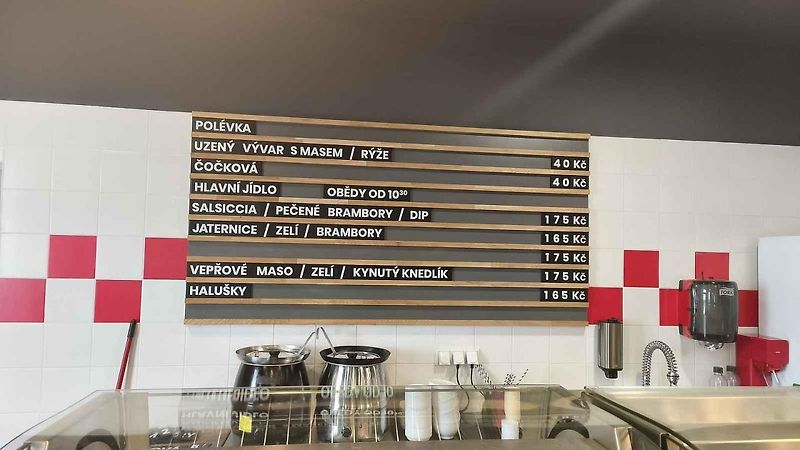 POLÉVKA
UZENÝ VÝVAR S MASEM / RÝŽE 40 Kč
ČOČKOVÁ 40 Kč
HLAVNÍ JÍDLO OBĚDY OD 10³⁰
SALSICCIA / PEČENÉ BRAMBORY / DIP 175 Kč
JATERNICE / ZELÍ / BRAMBORY 165 Kč
175 Kč
VEPŘOVÉ MASO / ZELÍ / KYNUTÝ KNEDLÍK 175 Kč
HALUŠKY 165 Kč
TORK